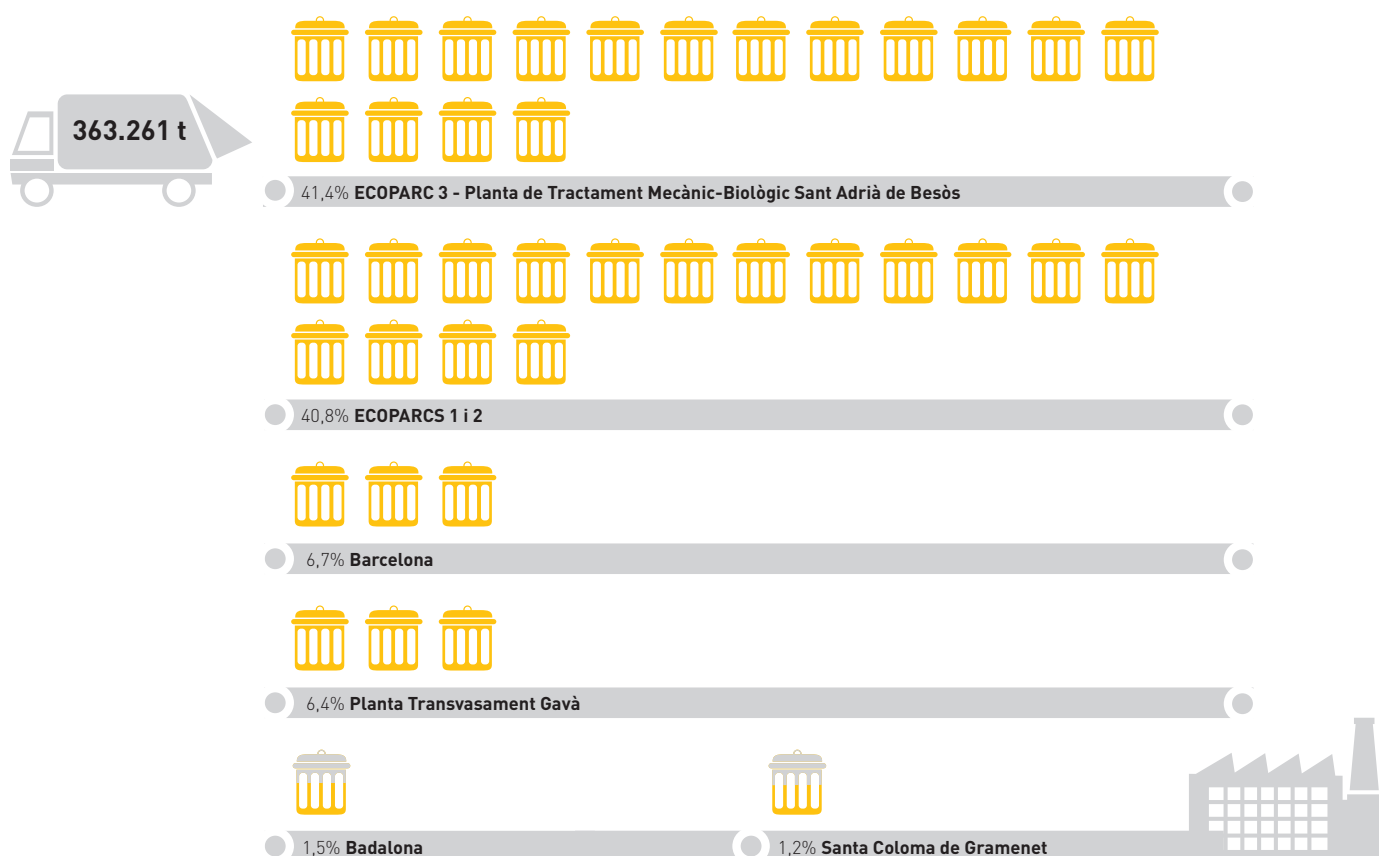 363.261 t
41,4% ECOPARC 3 - Planta de Tractament Mecànic-Biològic Sant Adrià de Besòs
40,8% ECOPARCS 1 i 2
6,7% Barcelona
6,4% Planta Transvasament Gavà
1,5% Badalona
1,2% Santa Coloma de Gramenet